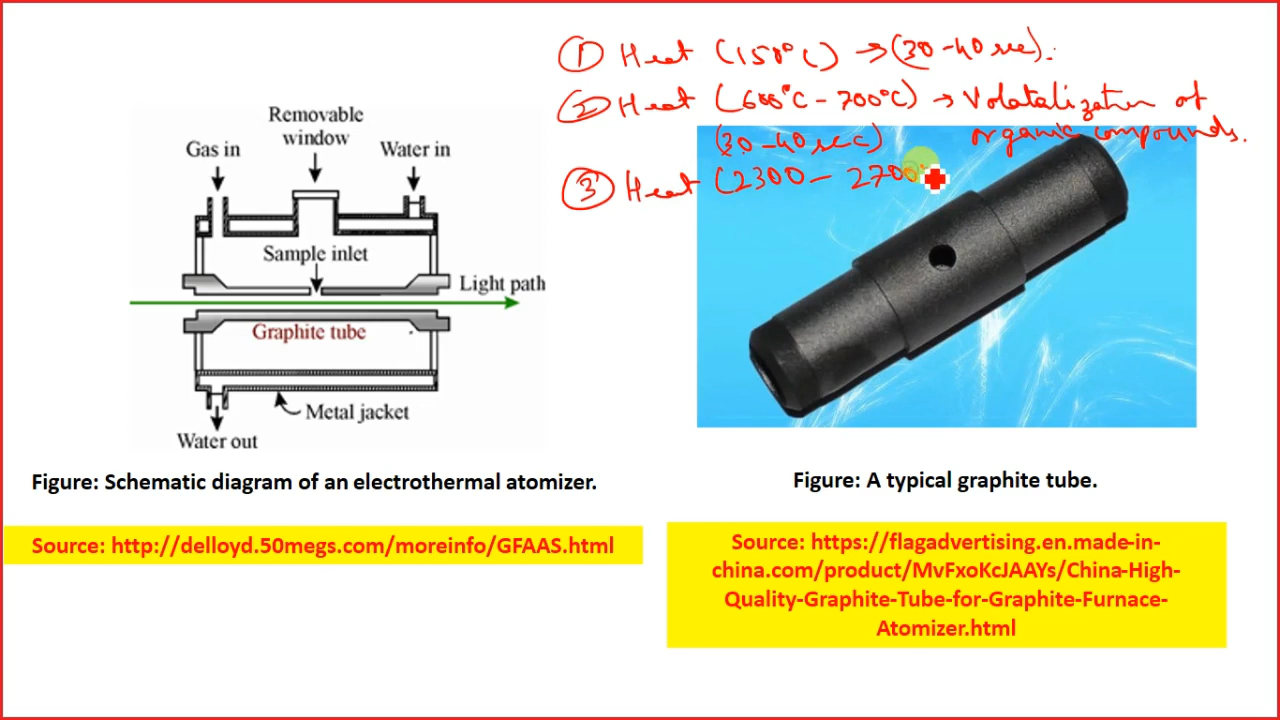 ① Heat (150°C) → (30-40 sec).
② Heat (600°C - 700°C) → Volatalization of
(30-40 sec) organic compounds.
③ Heat (2300 - 2700°
Removable
window
Gas in
Water in
Sample inlet
Light path
Graphite tube
Metal jacket
Water out
Figure: Schematic diagram of an electrothermal atomizer.
Figure: A typical graphite tube.
Source: http://delloyd.50megs.com/moreinfo/GFAAS.html
Source: https://flagadvertising.en.made-in-
china.com/product/MvFxoKcJAAYs/China-High-
Quality-Graphite-Tube-for-Graphite-Furnace-
Atomizer.html